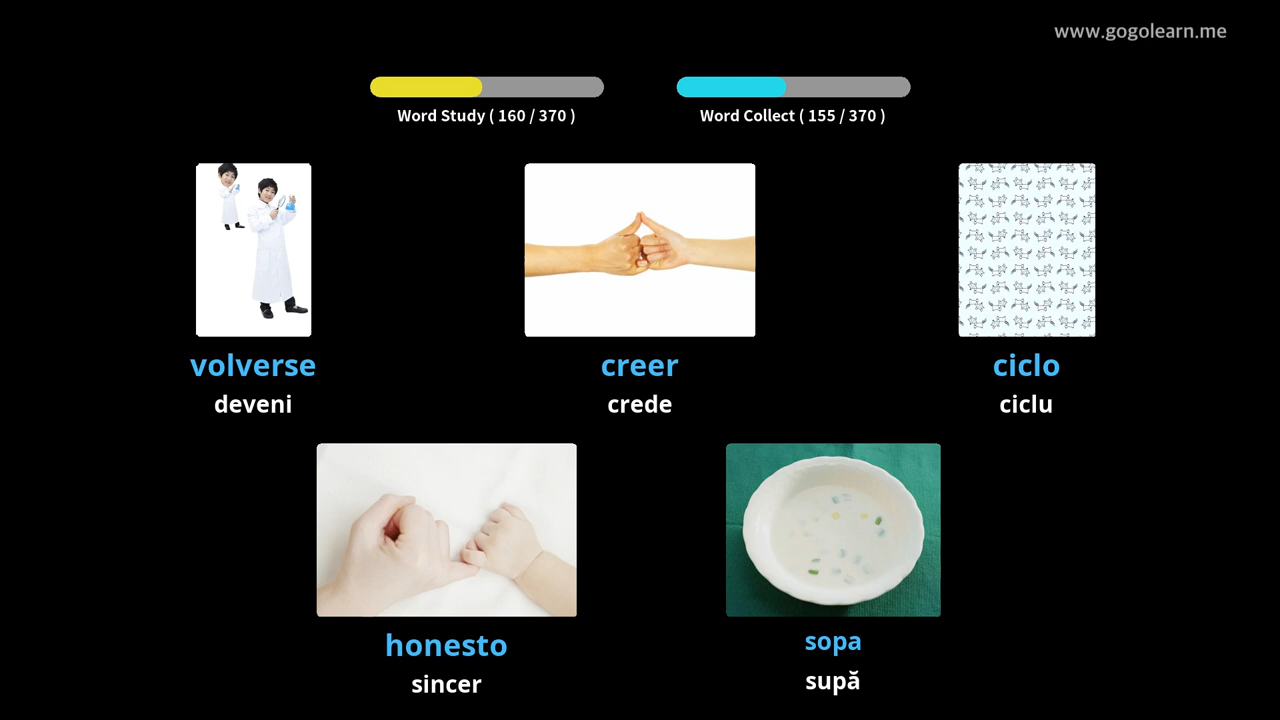 www.gogolearn.me
Word Study ( 160 / 370 )
Word Collect ( 155 / 370 )
volverse
deveni
creer
crede
ciclo
ciclu
honesto
sincer
sopa
supă